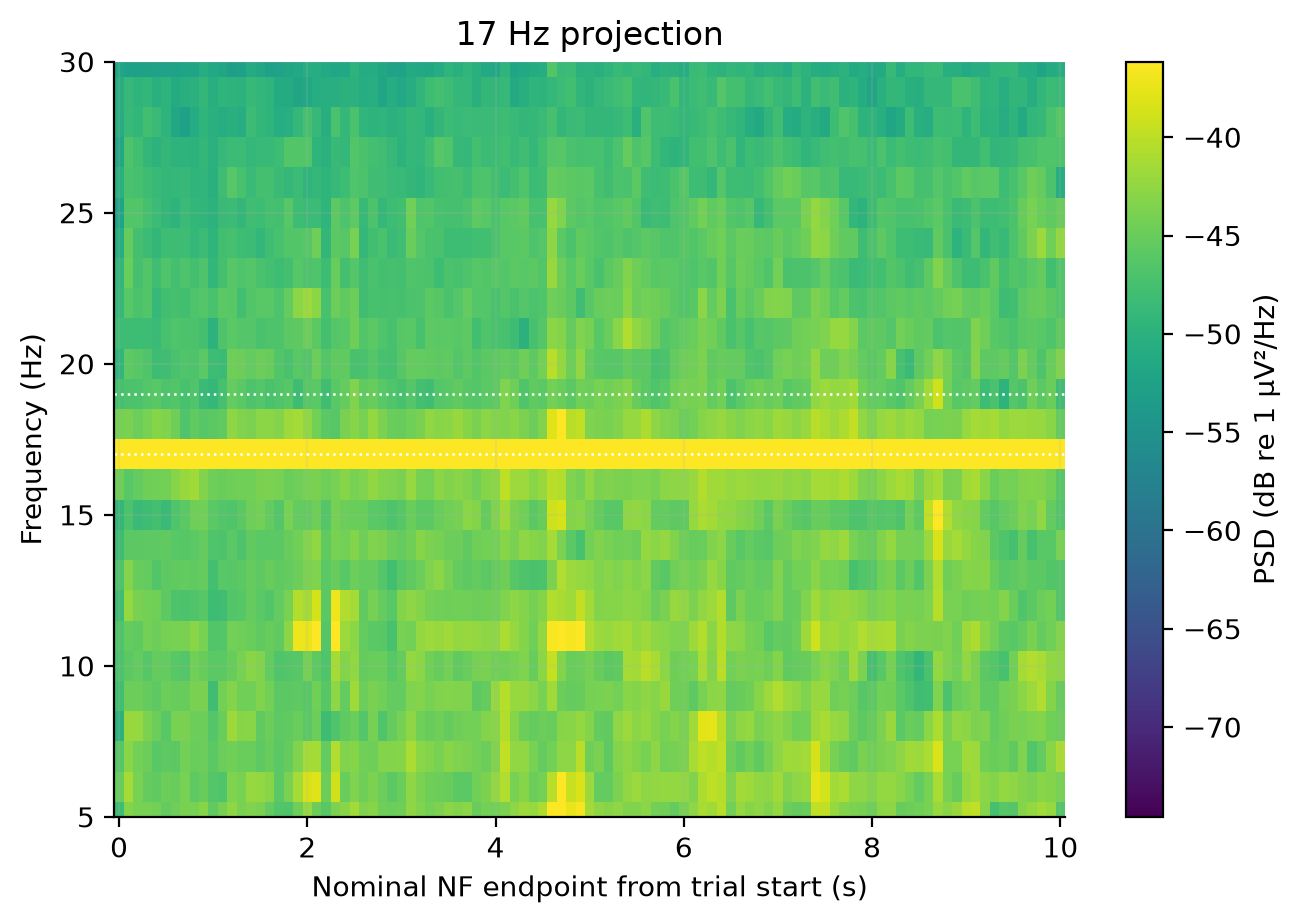 17 Hz projection
30
25
20
15
10
5
Frequency (Hz)
0 2 4 6 8 10
Nominal NF endpoint from trial start (s)
−40
−45
−50
−55
−60
−65
−70
PSD (dB re 1 µV²/Hz)